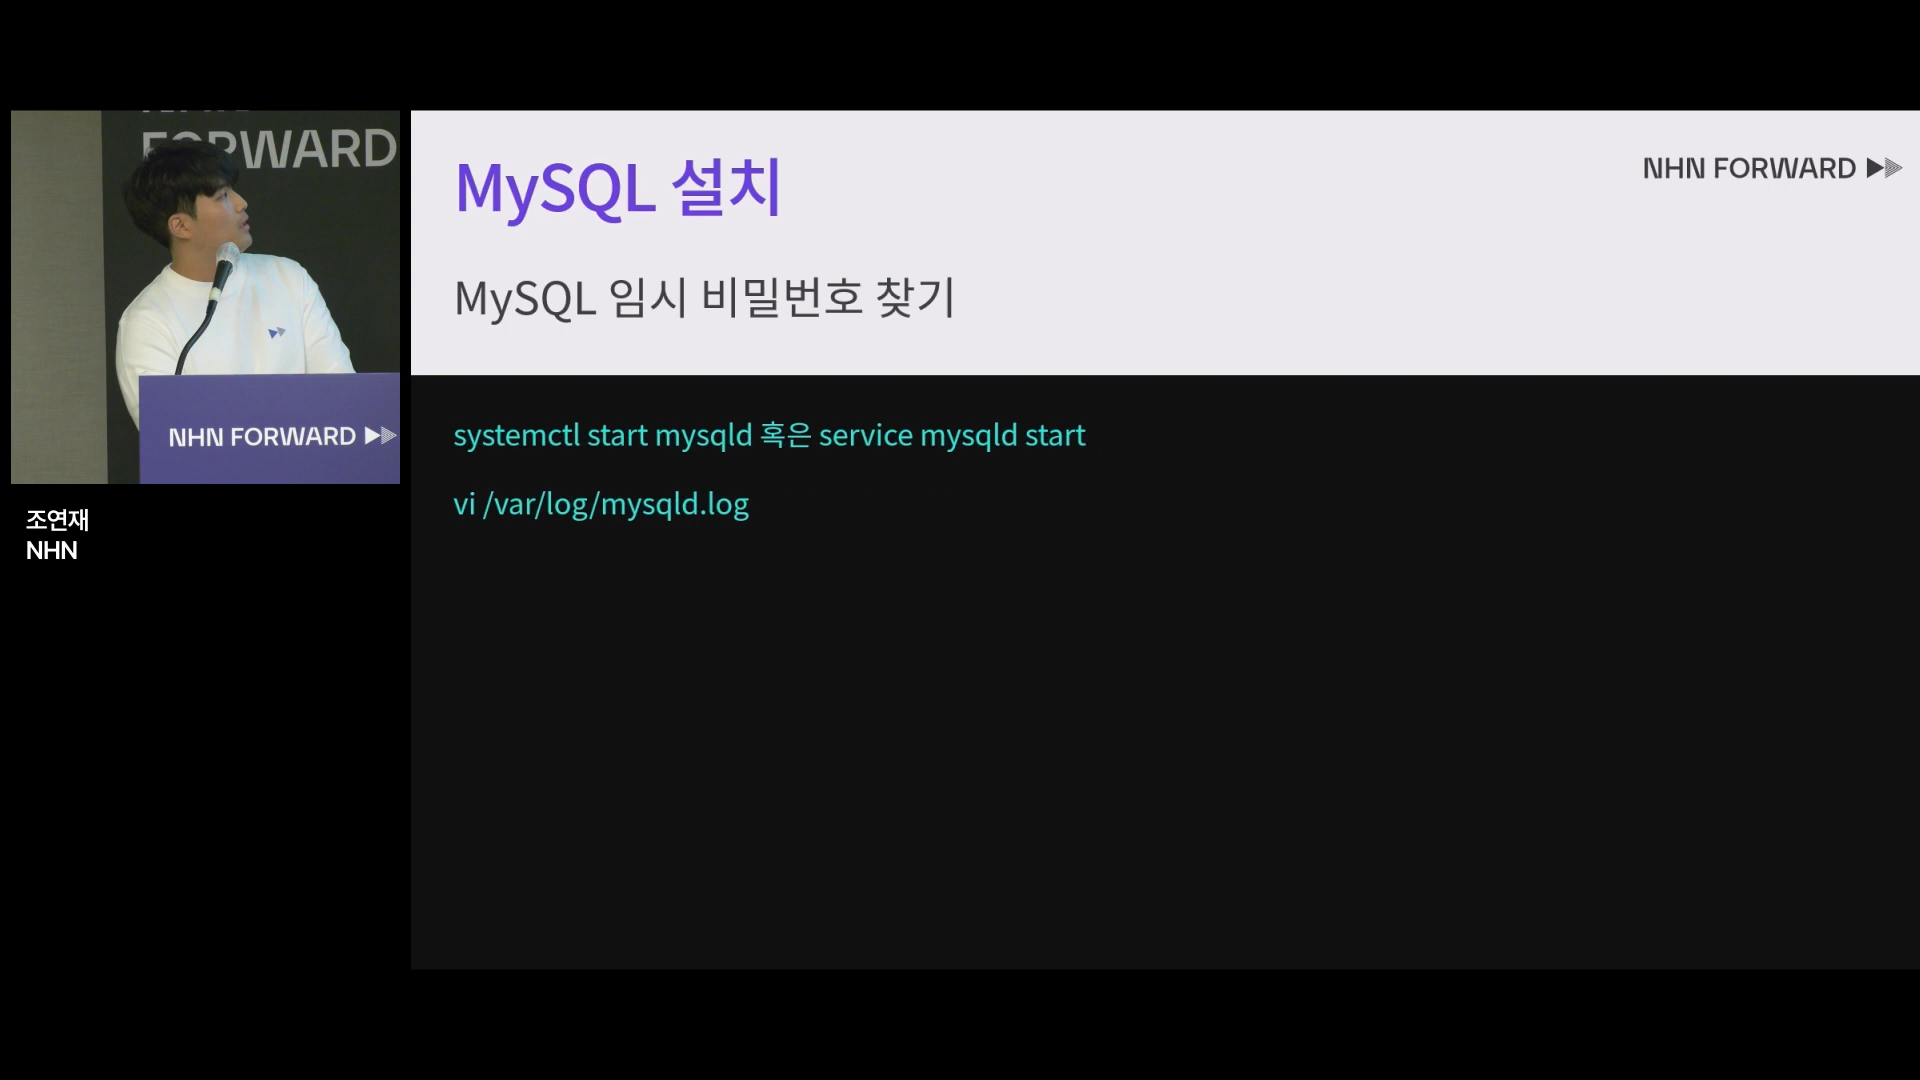 FORWARD
NHN FORWARD
조연재
NHN
MySQL 설치
NHN FORWARD
MySQL 임시 비밀번호 찾기
systemctl start mysqld 혹은 service mysqld start
vi /var/log/mysqld.log